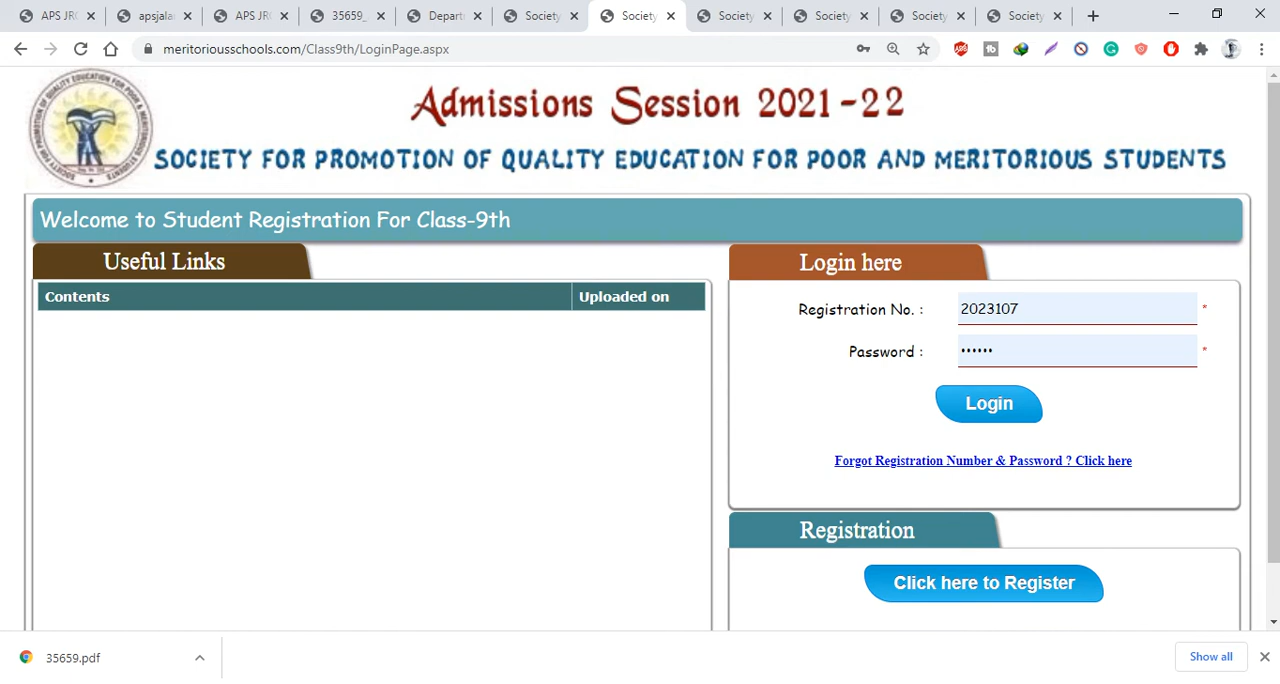 APS JRC
apsjala
APS JRC
35659_
Depart
Society
Society
Society
Society
Society
Society
meritoriousschools.com/Class9th/LoginPage.aspx
Admissions Session 2021-22
SOCIETY FOR PROMOTION OF QUALITY EDUCATION FOR POOR AND MERITORIOUS STUDENTS
Welcome to Student Registration For Class-9th
Useful Links
Contents
Uploaded on
Login here
Registration No. :
2023107
*
Password :
••••••
*
Login
Forgot Registration Number & Password ? Click here
Registration
Click here to Register
35659.pdf
Show all